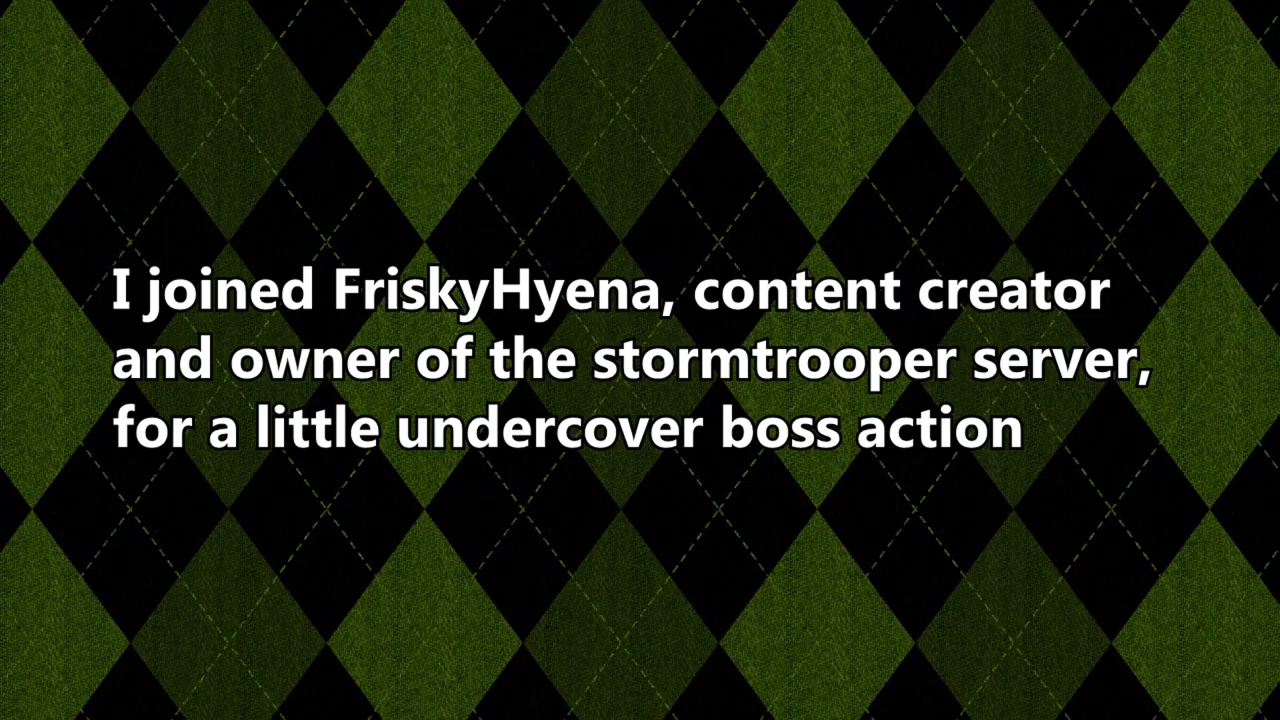 I joined FriskyHyena, content creator
and owner of the stormtrooper server,
for a little undercover boss action